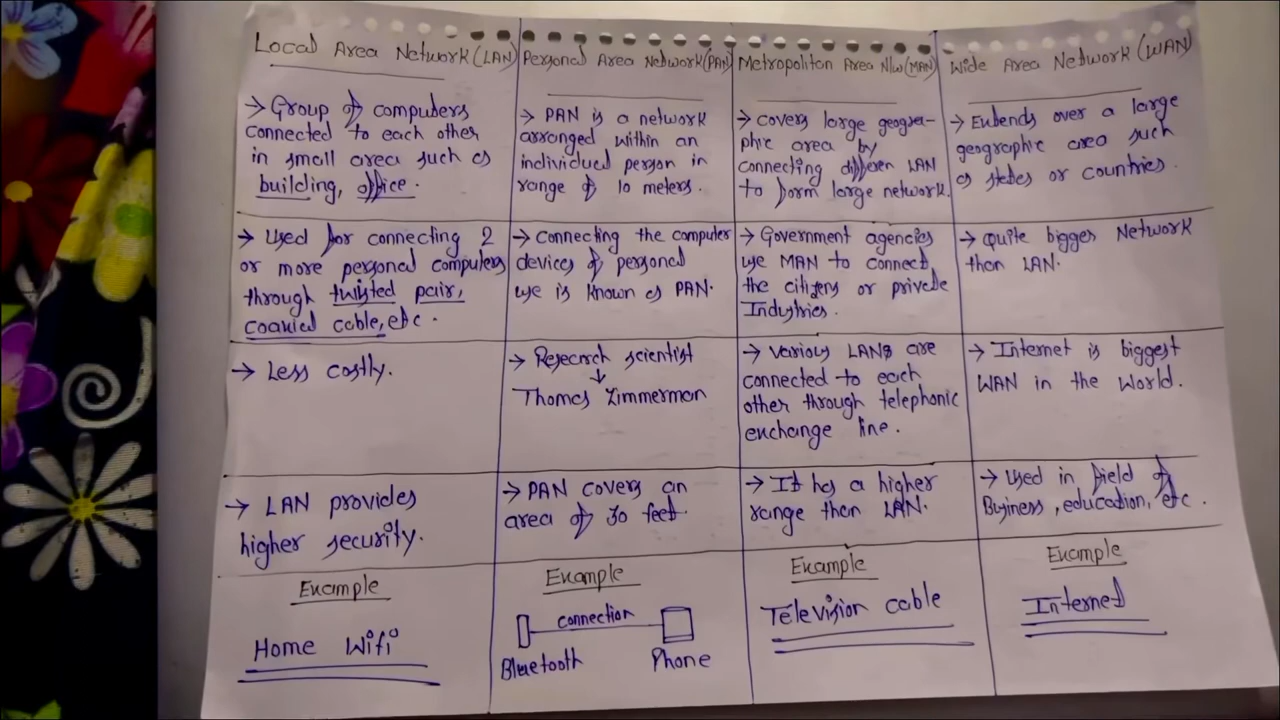 Local Area Network(LAN)
→ Group of computers
connected to each other
in small area such as
building, office.
→ Used for connecting 2
or more personal computers
through twisted pair,
coaxial cable, etc.
→ Less costly.
→ LAN provides
higher security.
Example
Home Wifi
Personal Area Network(PAN)
→ PAN is a network
arranged within an
individual person in
range of 10 meters.
→ Connecting the computer
devices of personal
use is known as PAN.
→ Research scientist
↓
Thomas Zimmerman
→ PAN covers an
area of 30 feet.
Example
connection
Bluetooth Phone
Metropolitan Area N/w(MAN)
→ covers large geogra-
phic area by
connecting differen LAN
to form large network.
→ Government agencies
use MAN to connect
the citizens or private
Industries.
→ Various LANs are
connected to each
other through telephonic
exchange line.
→ It has a higher
range than LAN.
Example
Television cable
Wide Area Network (WAN)
→ Extends over a large
geographic area such
as states or countries.
→ Quite bigger Network
than LAN.
→ Internet is biggest
WAN in the World.
→ Used in field of
Business, education, etc.
Example
Internet